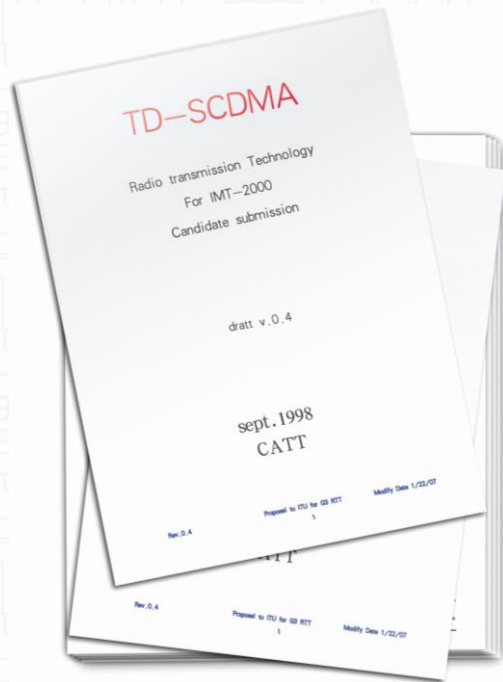 TD—SCDMA
Radio transmission Technology
For IMT—2000
Candidate submission
dratt v.0.4
sept.1998
CATT
Rev.0.4
Proposal to ITU for G3 RTT
1
Modify Date 1/22/07
Rev.0.4
Proposal to ITU for G3 RTT
1
Modify Date 1/22/07